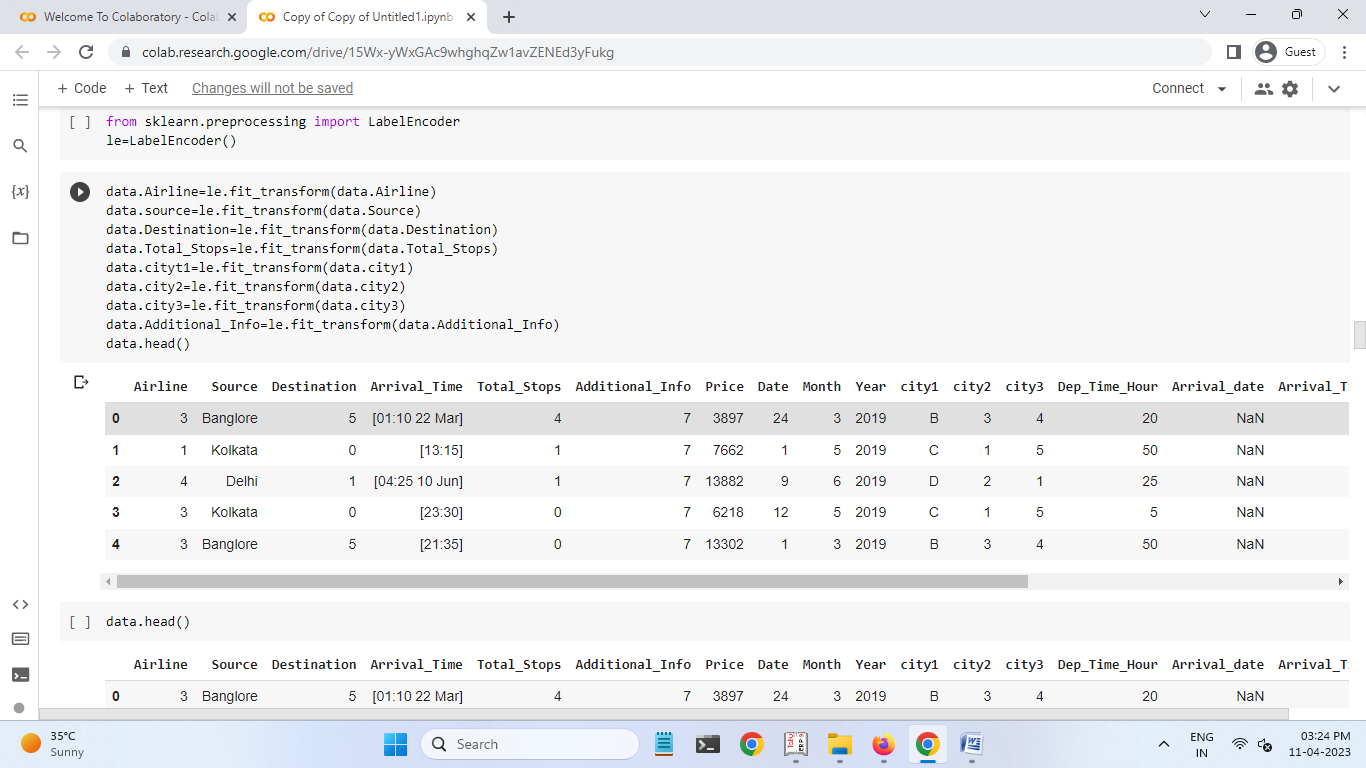 Welcome To Colaboratory - Cola
Copy of Copy of Untitled1.ipynb
colab.research.google.com/drive/15Wx-yWxGAc9whghqZw1avZENEd3yFukg
Guest
+ Code + Text Changes will not be saved
Connect
[ ] from sklearn.preprocessing import LabelEncoder
le=LabelEncoder()
{x}
data.Airline=le.fit_transform(data.Airline)
data.source=le.fit_transform(data.Source)
data.Destination=le.fit_transform(data.Destination)
data.Total_Stops=le.fit_transform(data.Total_Stops)
data.cityt1=le.fit_transform(data.city1)
data.city2=le.fit_transform(data.city2)
data.city3=le.fit_transform(data.city3)
data.Additional_Info=le.fit_transform(data.Additional_Info)
data.head()
Airline Source Destination Arrival_Time Total_Stops Additional_Info Price Date Month Year city1 city2 city3 Dep_Time_Hour Arrival_date Arrival_T
0 3 Banglore 5 [01:10 22 Mar] 4 7 3897 24 3 2019 B 3 4 20 NaN
1 1 Kolkata 0 [13:15] 1 7 7662 1 5 2019 C 1 5 50 NaN
2 4 Delhi 1 [04:25 10 Jun] 1 7 13882 9 6 2019 D 2 1 25 NaN
3 3 Kolkata 0 [23:30] 0 7 6218 12 5 2019 C 1 5 5 NaN
4 3 Banglore 5 [21:35] 0 7 13302 1 3 2019 B 3 4 50 NaN
[ ] data.head()
Airline Source Destination Arrival_Time Total_Stops Additional_Info Price Date Month Year city1 city2 city3 Dep_Time_Hour Arrival_date Arrival_T
0 3 Banglore 5 [01:10 22 Mar] 4 7 3897 24 3 2019 B 3 4 20 NaN
35°C
Sunny
Search
ENG
IN
03:24 PM
11-04-2023